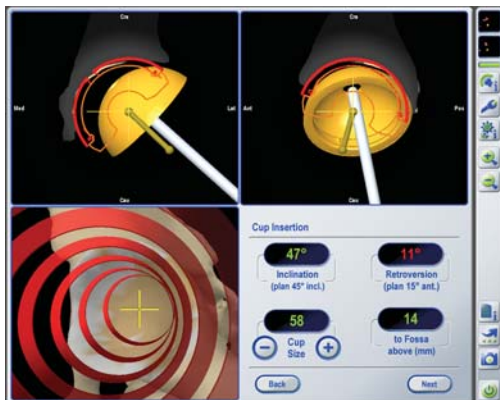 Cra
Cra
Med
Lat
Ant
Pos
Cau
Cau
Cup Insertion
47°
11°
Inclination
(plan 45° incl.)
Retroversion
(plan 15° ant.)
58
14
Cup
Size
to Fossa
above (mm)
Back
Next